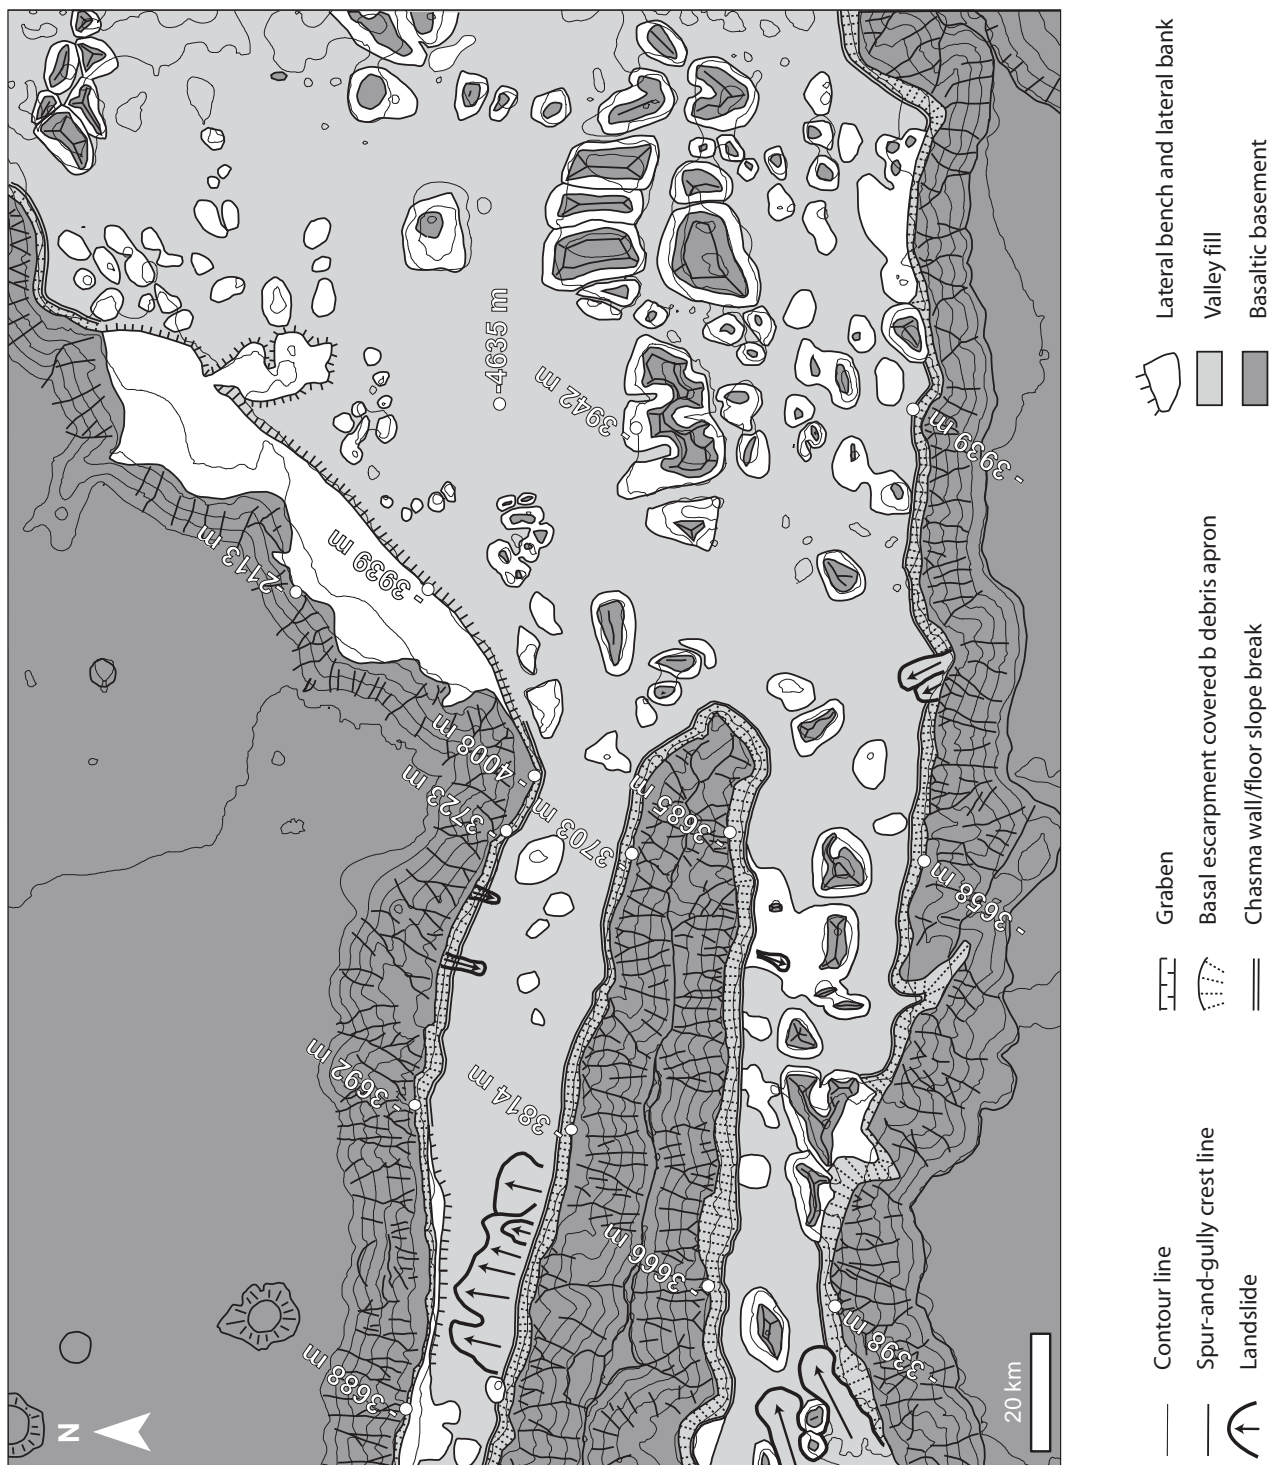 - 2113 m
- 3939 m
- 4635 m
- 3942 m
- 3939 m
- 4008 m
- 3723 m
- 3703 m
- 3685 m
- 3658 m
- 3692 m
- 3814 m
- 3688 m
- 3666 m
- 3398 m
N
20 km
Contour line
Spur-and-gully crest line
Landslide
Graben
Basal escarpment covered b debris apron
Chasma wall/floor slope break
Lateral bench and lateral bank
Valley fill
Basaltic basement